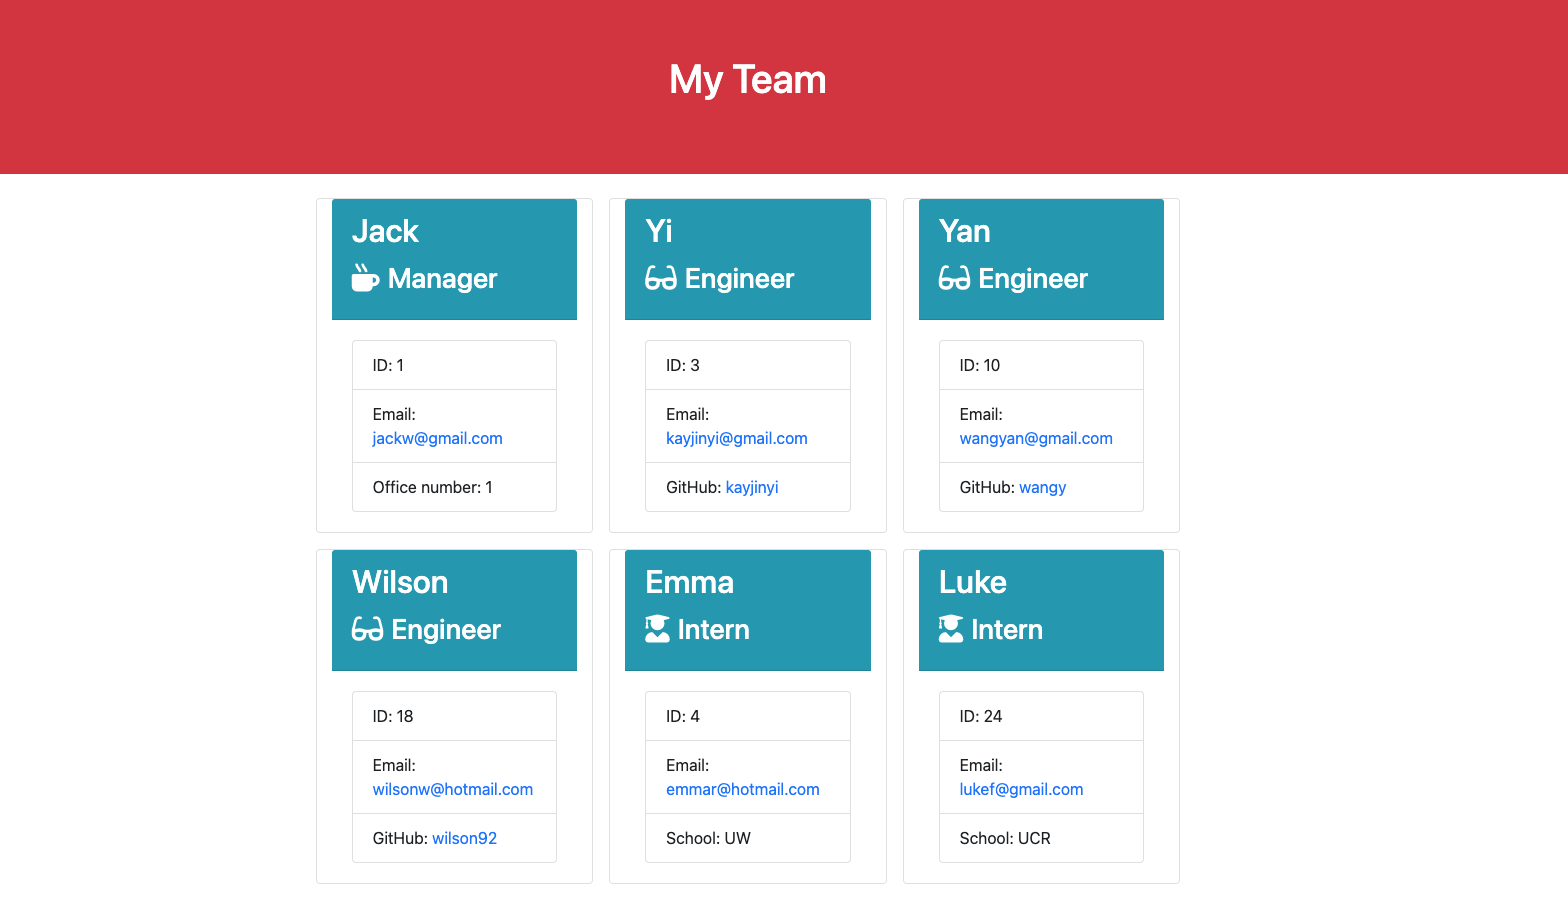 My Team
Jack
Manager
ID: 1
Email:
jackw@gmail.com
Office number: 1
Yi
Engineer
ID: 3
Email:
kayjinyi@gmail.com
GitHub: kayjinyi
Yan
Engineer
ID: 10
Email:
wangyan@gmail.com
GitHub: wangy
Wilson
Engineer
ID: 18
Email:
wilsonw@hotmail.com
GitHub: wilson92
Emma
Intern
ID: 4
Email:
emmar@hotmail.com
School: UW
Luke
Intern
ID: 24
Email:
lukef@gmail.com
School: UCR